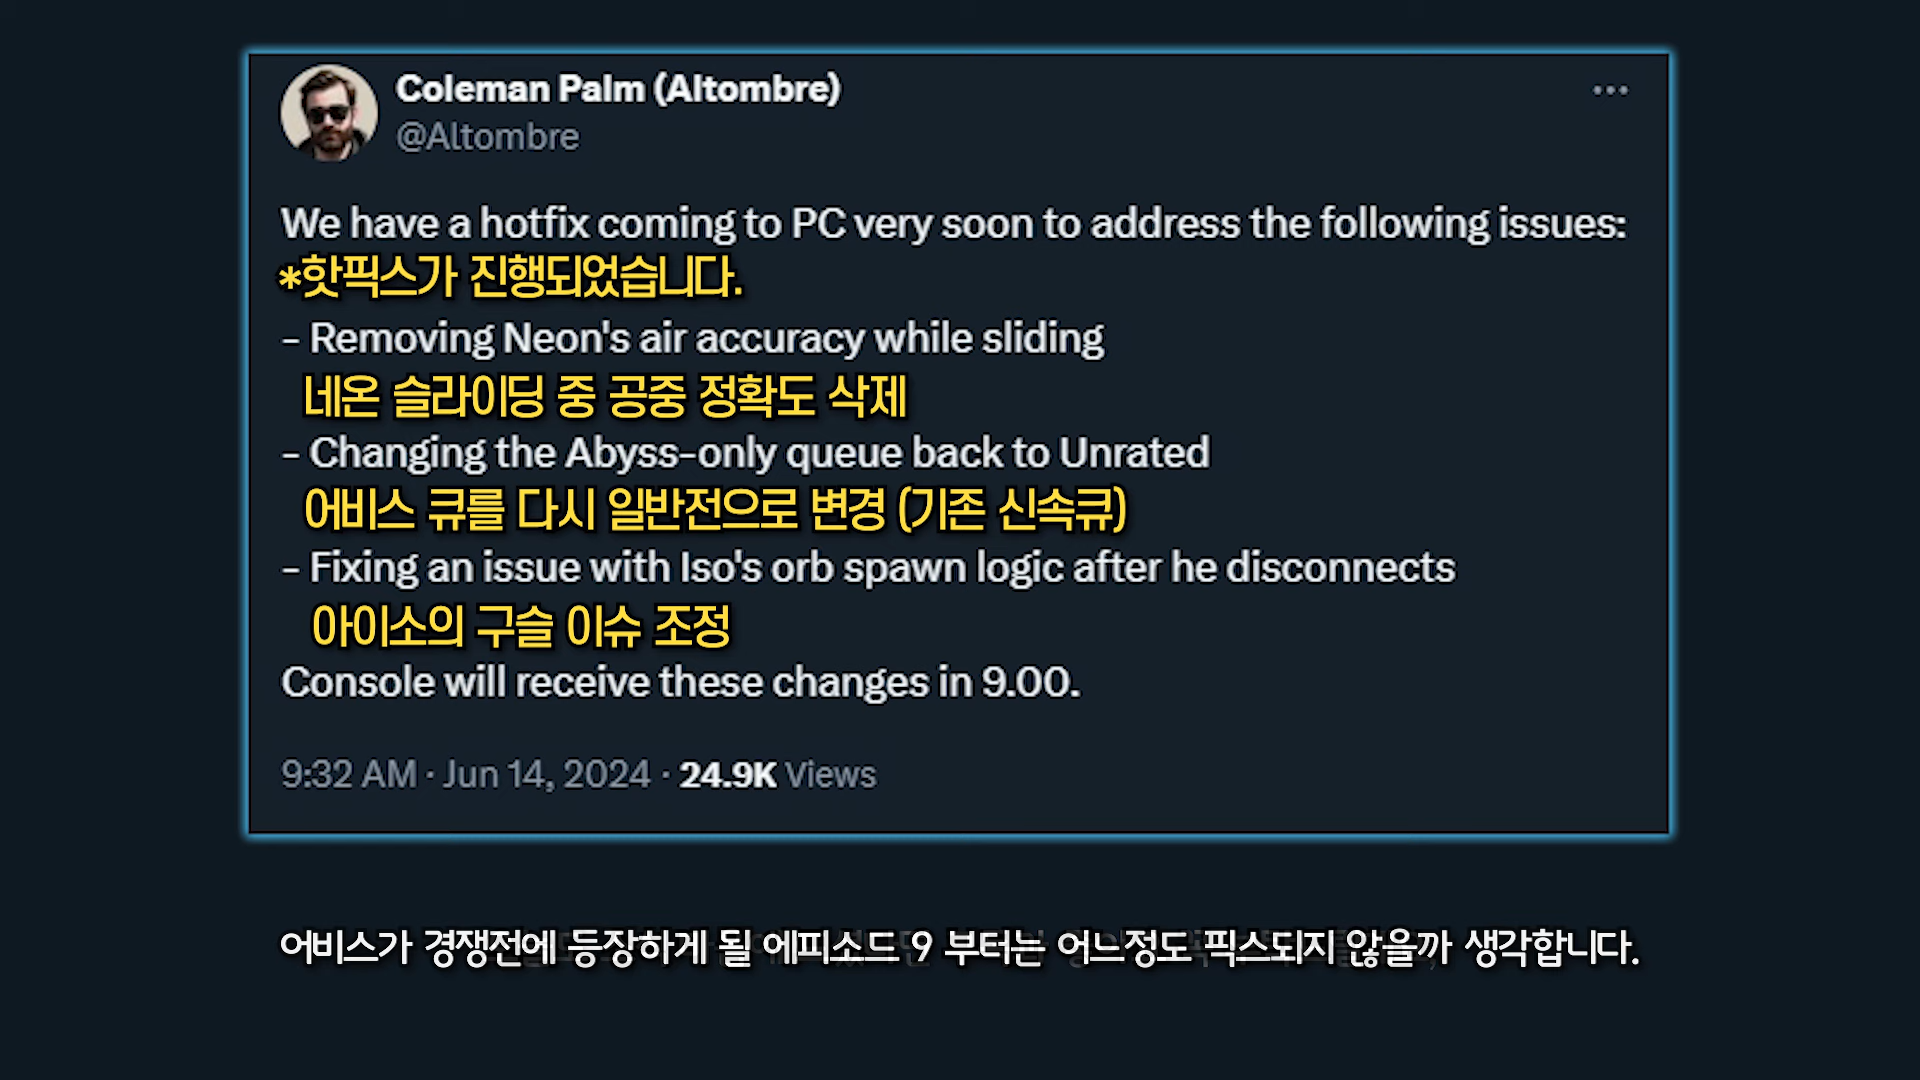 Coleman Palm (Altombre)
@Altombre
We have a hotfix coming to PC very soon to address the following issues:
*핫픽스가 진행되었습니다.
- Removing Neon's air accuracy while sliding
네온 슬라이딩 중 공중 정확도 삭제
- Changing the Abyss-only queue back to Unrated
어비스 큐를 다시 일반전으로 변경 (기존 신속큐)
- Fixing an issue with Iso's orb spawn logic after he disconnects
아이소의 구슬 이슈 조정
Console will receive these changes in 9.00.
9:32 AM · Jun 14, 2024 · 24.9K Views
어비스가 경쟁전에 등장하게 될 에피소드 9 부터는 어느정도 픽스되지 않을까 생각합니다.